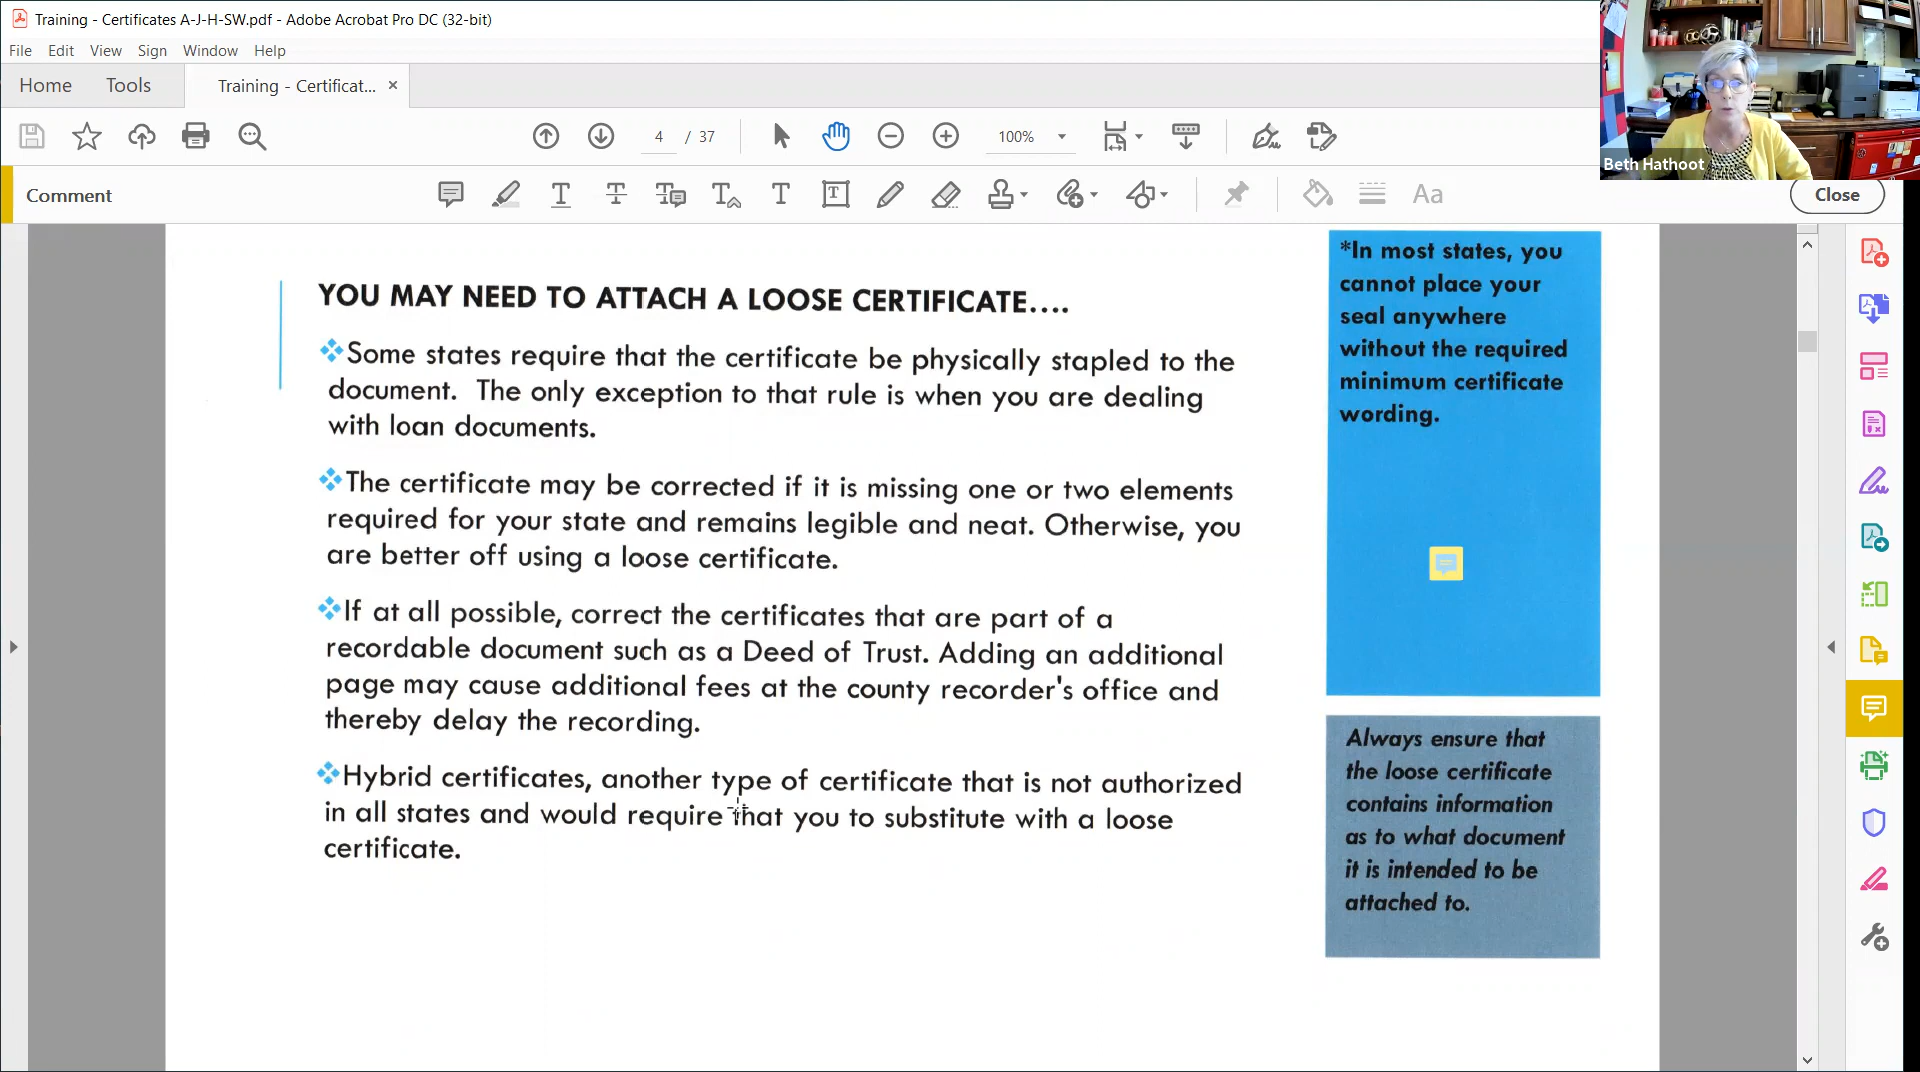 Training - Certificates A-J-H-SW.pdf - Adobe Acrobat Pro DC (32-bit)
File Edit View Sign Window Help
Home Tools Training - Certificat... ×
4 / 37 100%
Comment
Close
Beth Hathoot
YOU MAY NEED TO ATTACH A LOOSE CERTIFICATE....
Some states require that the certificate be physically stapled to the
document. The only exception to that rule is when you are dealing
with loan documents.
The certificate may be corrected if it is missing one or two elements
required for your state and remains legible and neat. Otherwise, you
are better off using a loose certificate.
If at all possible, correct the certificates that are part of a
recordable document such as a Deed of Trust. Adding an additional
page may cause additional fees at the county recorder's office and
thereby delay the recording.
Hybrid certificates, another type of certificate that is not authorized
in all states and would require that you to substitute with a loose
certificate.
*In most states, you
cannot place your
seal anywhere
without the required
minimum certificate
wording.
Always ensure that
the loose certificate
contains information
as to what document
it is intended to be
attached to.